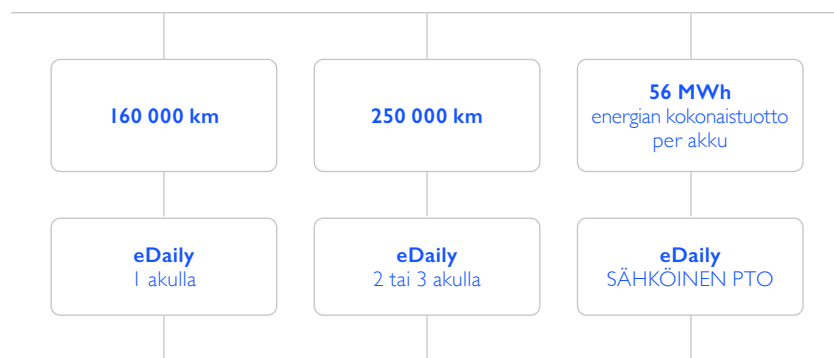 160 000 km
250 000 km
56 MWh
energian kokonaistuotto
per akku
eDaily
1 akulla
eDaily
2 tai 3 akulla
eDaily
SÄHKÖINEN PTO